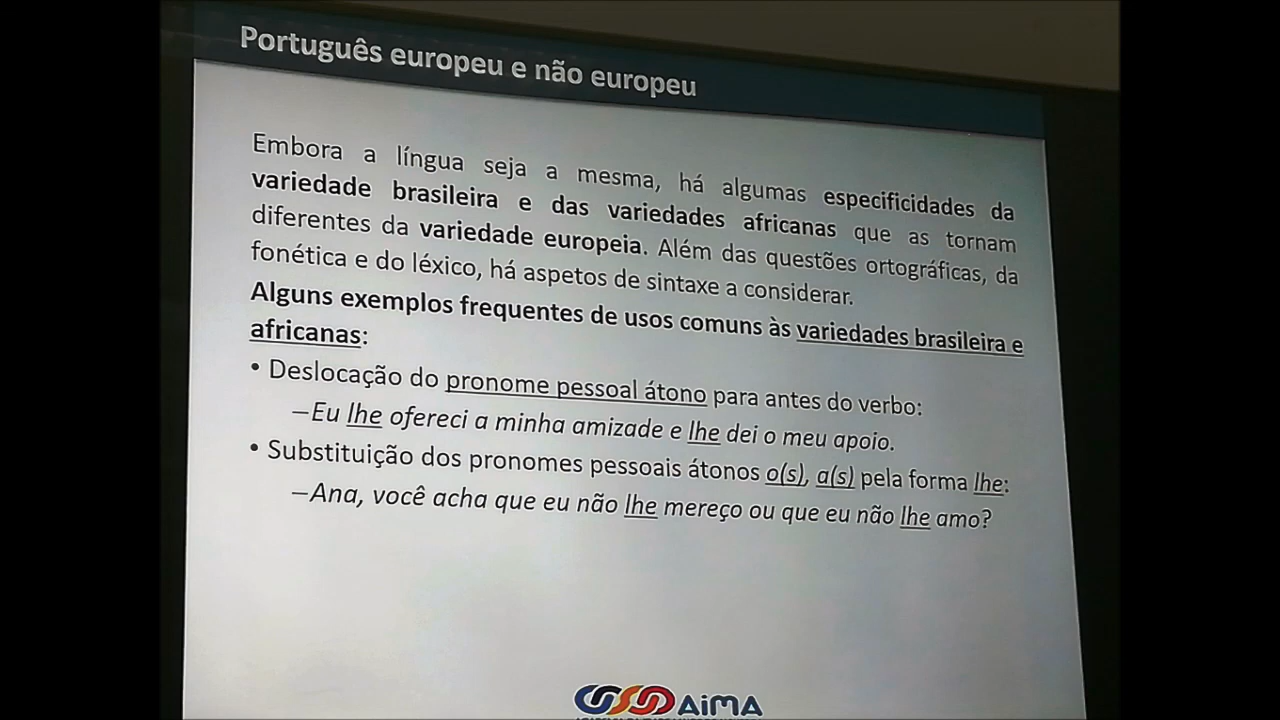 Português europeu e não europeu
Embora a língua seja a mesma, há algumas especificidades da
variedade brasileira e das variedades africanas que as tornam
diferentes da variedade europeia. Além das questões ortográficas, da
fonética e do léxico, há aspetos de sintaxe a considerar.
Alguns exemplos frequentes de usos comuns às variedades brasileira e
africanas:
• Deslocação do pronome pessoal átono para antes do verbo:
–Eu lhe ofereci a minha amizade e lhe dei o meu apoio.
• Substituição dos pronomes pessoais átonos o(s), a(s) pela forma lhe:
–Ana, você acha que eu não lhe mereço ou que eu não lhe amo?
AiMA